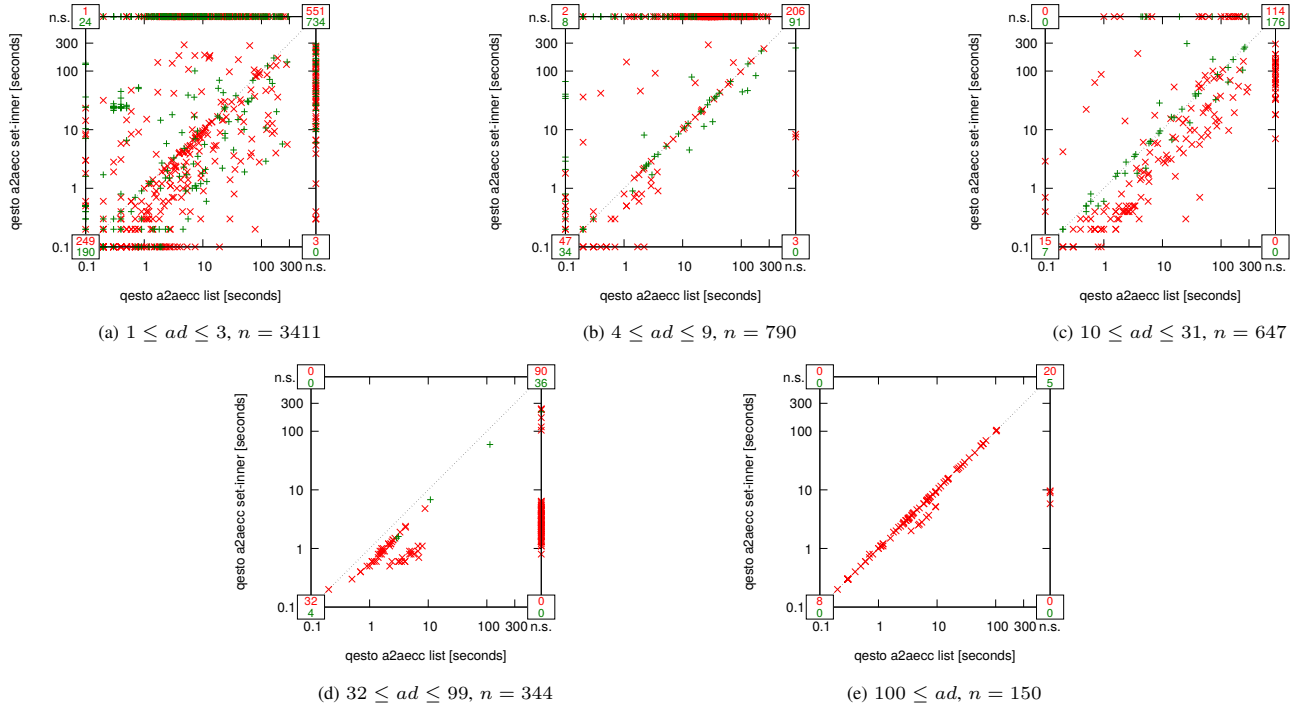 1
24
n.s.
551
734
300
100
10
1
0.1
249
190
3
0
0.1 1 10 100 300 n.s.
qesto a2aecc set-inner [seconds]
qesto a2aecc list [seconds]
(a) 1 ≤ ad ≤ 3, n = 3411
2
8
n.s.
206
91
300
100
10
1
0.1
47
34
3
0
0.1 1 10 100 300 n.s.
qesto a2aecc set-inner [seconds]
qesto a2aecc list [seconds]
(b) 4 ≤ ad ≤ 9, n = 790
0
0
n.s.
114
176
300
100
10
1
0.1
15
7
0
0
0.1 1 10 100 300 n.s.
qesto a2aecc set-inner [seconds]
qesto a2aecc list [seconds]
(c) 10 ≤ ad ≤ 31, n = 647
0
0
n.s.
90
36
300
100
10
1
0.1
32
4
0
0
0.1 1 10 100 300 n.s.
qesto a2aecc set-inner [seconds]
qesto a2aecc list [seconds]
(d) 32 ≤ ad ≤ 99, n = 344
0
0
n.s.
20
5
300
100
10
1
0.1
8
0
0
0
0.1 1 10 100 300 n.s.
qesto a2aecc set-inner [seconds]
qesto a2aecc list [seconds]
(e) 100 ≤ ad, n = 150